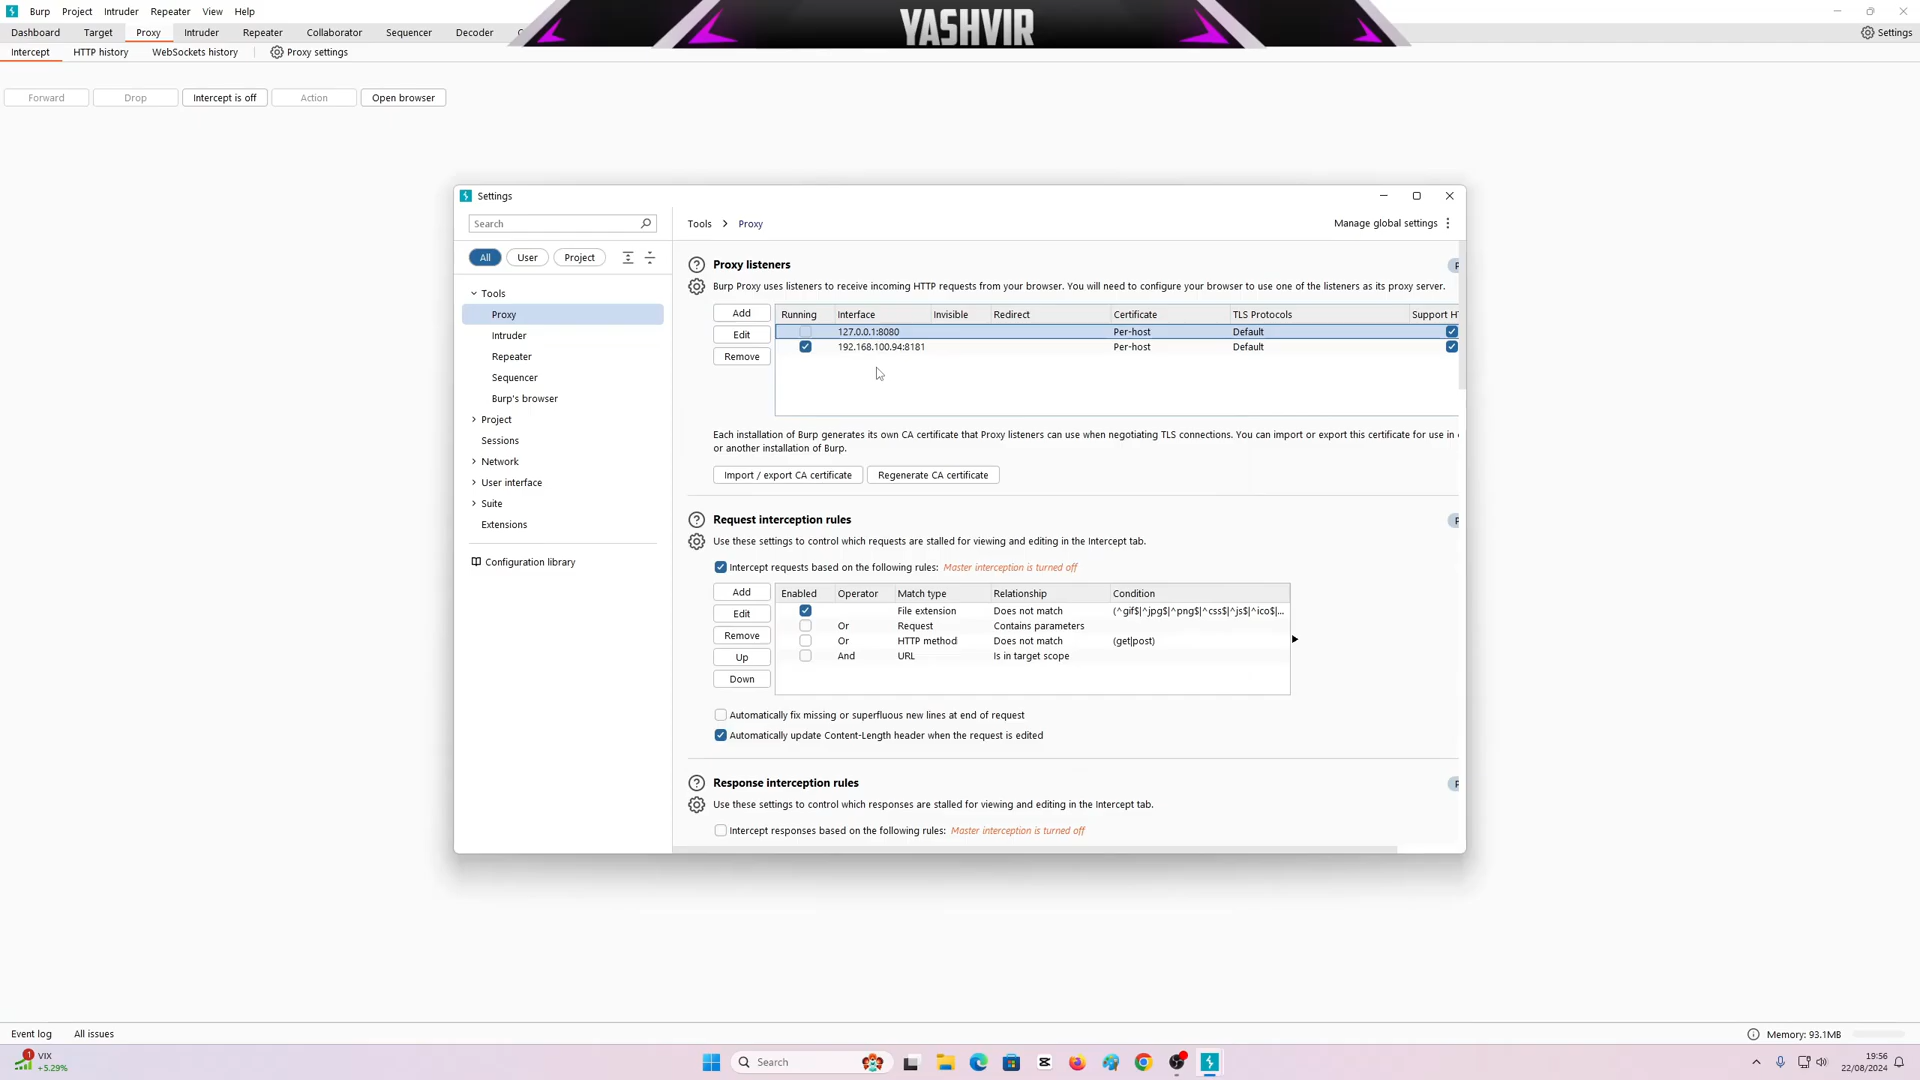 Burp Project Intruder Repeater View Help
YASHVIR
Dashboard Target Proxy Intruder Repeater Collaborator Sequencer Decoder
Settings
Intercept HTTP history WebSockets history Proxy settings
Forward Drop Intercept is off Action Open browser
Settings
Search
Tools > Proxy
Manage global settings
All User Project
Tools
Proxy
Intruder
Repeater
Sequencer
Burp's browser
Project
Sessions
Network
User interface
Suite
Extensions
Configuration library
Proxy listeners
Burp Proxy uses listeners to receive incoming HTTP requests from your browser. You will need to configure your browser to use one of the listeners as its proxy server.
Add
Edit
Remove
Running Interface Invisible Redirect Certificate TLS Protocols Support H
127.0.0.1:8080 Per-host Default
192.168.100.94:8181 Per-host Default
Each installation of Burp generates its own CA certificate that Proxy listeners can use when negotiating TLS connections. You can import or export this certificate for use in
or another installation of Burp.
Import / export CA certificate Regenerate CA certificate
Request interception rules
Use these settings to control which requests are stalled for viewing and editing in the Intercept tab.
Intercept requests based on the following rules: Master interception is turned off
Add
Edit
Remove
Up
Down
Enabled Operator Match type Relationship Condition
File extension Does not match (^gif$|^jpg$|^png$|^css$|^js$|^ico$|...
Or Request Contains parameters
Or HTTP method Does not match (get|post)
And URL Is in target scope
Automatically fix missing or superfluous new lines at end of request
Automatically update Content-Length header when the request is edited
Response interception rules
Use these settings to control which responses are stalled for viewing and editing in the Intercept tab.
Intercept responses based on the following rules: Master interception is turned off
Event log All issues
Memory: 93.1MB
1
VIX
+5.29%
Search
19:56
22/08/2024